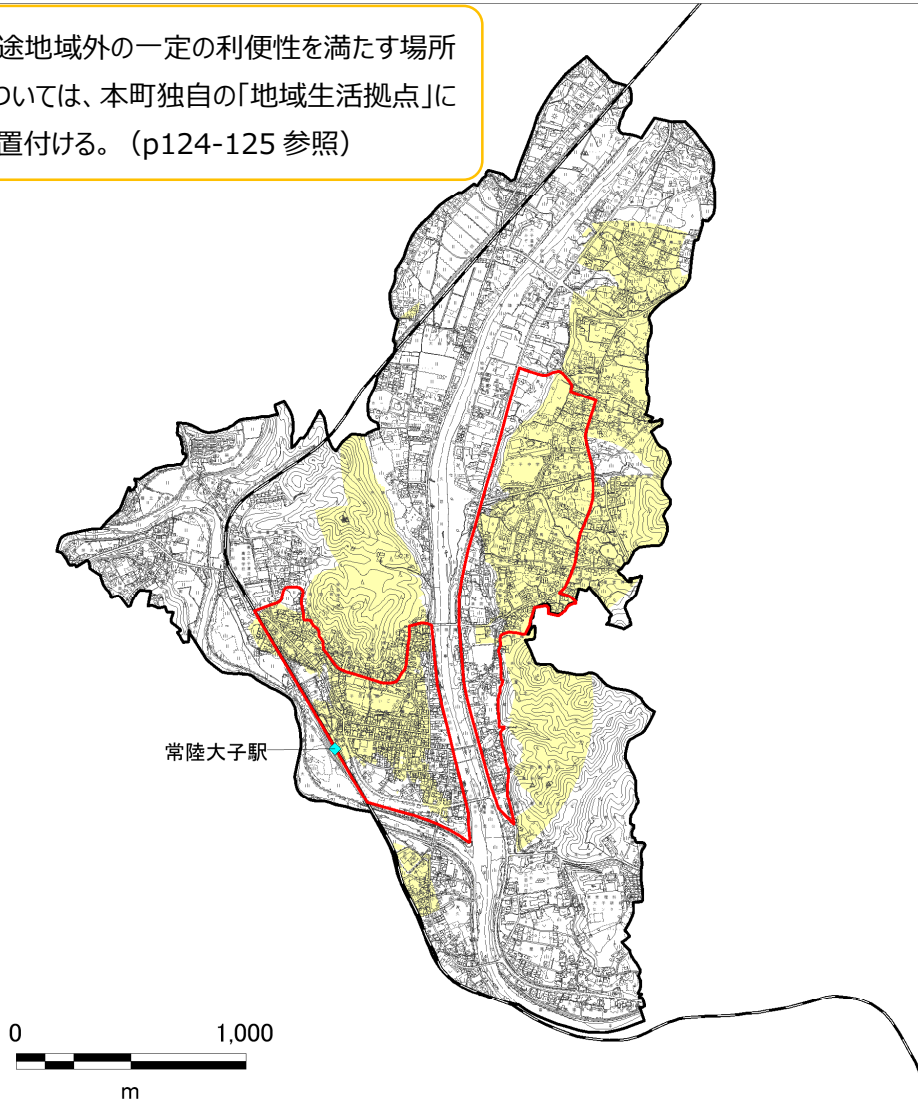 途地域外の一定の利便性を満たす場所
ついては、本町独自の「地域生活拠点」に
置付ける。（p124-125 参照）
常陸大子駅
0 1,000
m